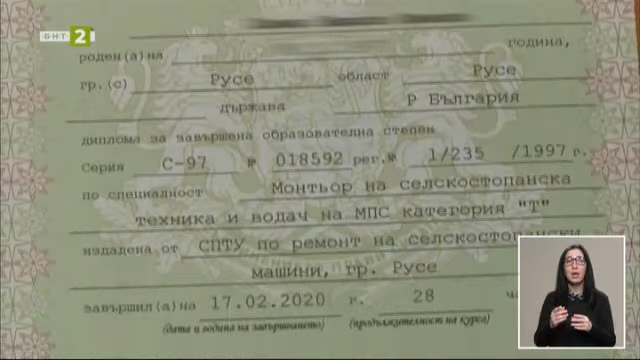 БНТ 2
роден(а)на година,
гр.(с) Русе област Русе
държава Р България
диплома за завършена образователна степен
Серия С-97 № 018592 рег.№ 1/235 /1997 г.
по специалност Монтьор на селскостопанска
техника и водач на МПС категория "Т"
издадена от СПТУ по ремонт на селскостопански
машини, гр. Русе
завършил(а)на 17.02.2020 г. 28
(дата и година на завършването) (продължителност на курса)